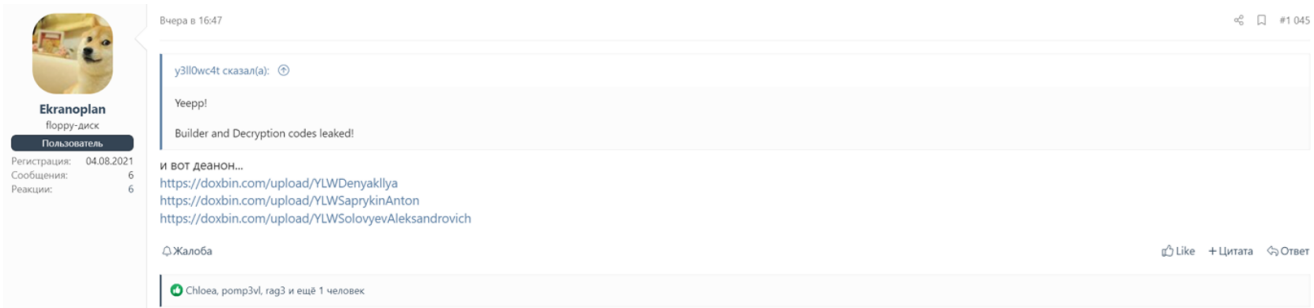 Вчера в 16:47
#1 045
Ekranoplan
floppy-диск
Пользователь
Регистрация: 04.08.2021
Сообщения: 6
Реакции: 6
y3ll0wc4t сказал(а):
Yeepp!
Builder and Decryption codes leaked!
и вот деанон...
https://doxbin.com/upload/YLWDenyakIlya
https://doxbin.com/upload/YLWSaprykinAnton
https://doxbin.com/upload/YLWSolovyevAleksandrovich
Жалоба
Like +Цитата Ответ
Chloea, pomp3vl, rag3 и ещё 1 человек